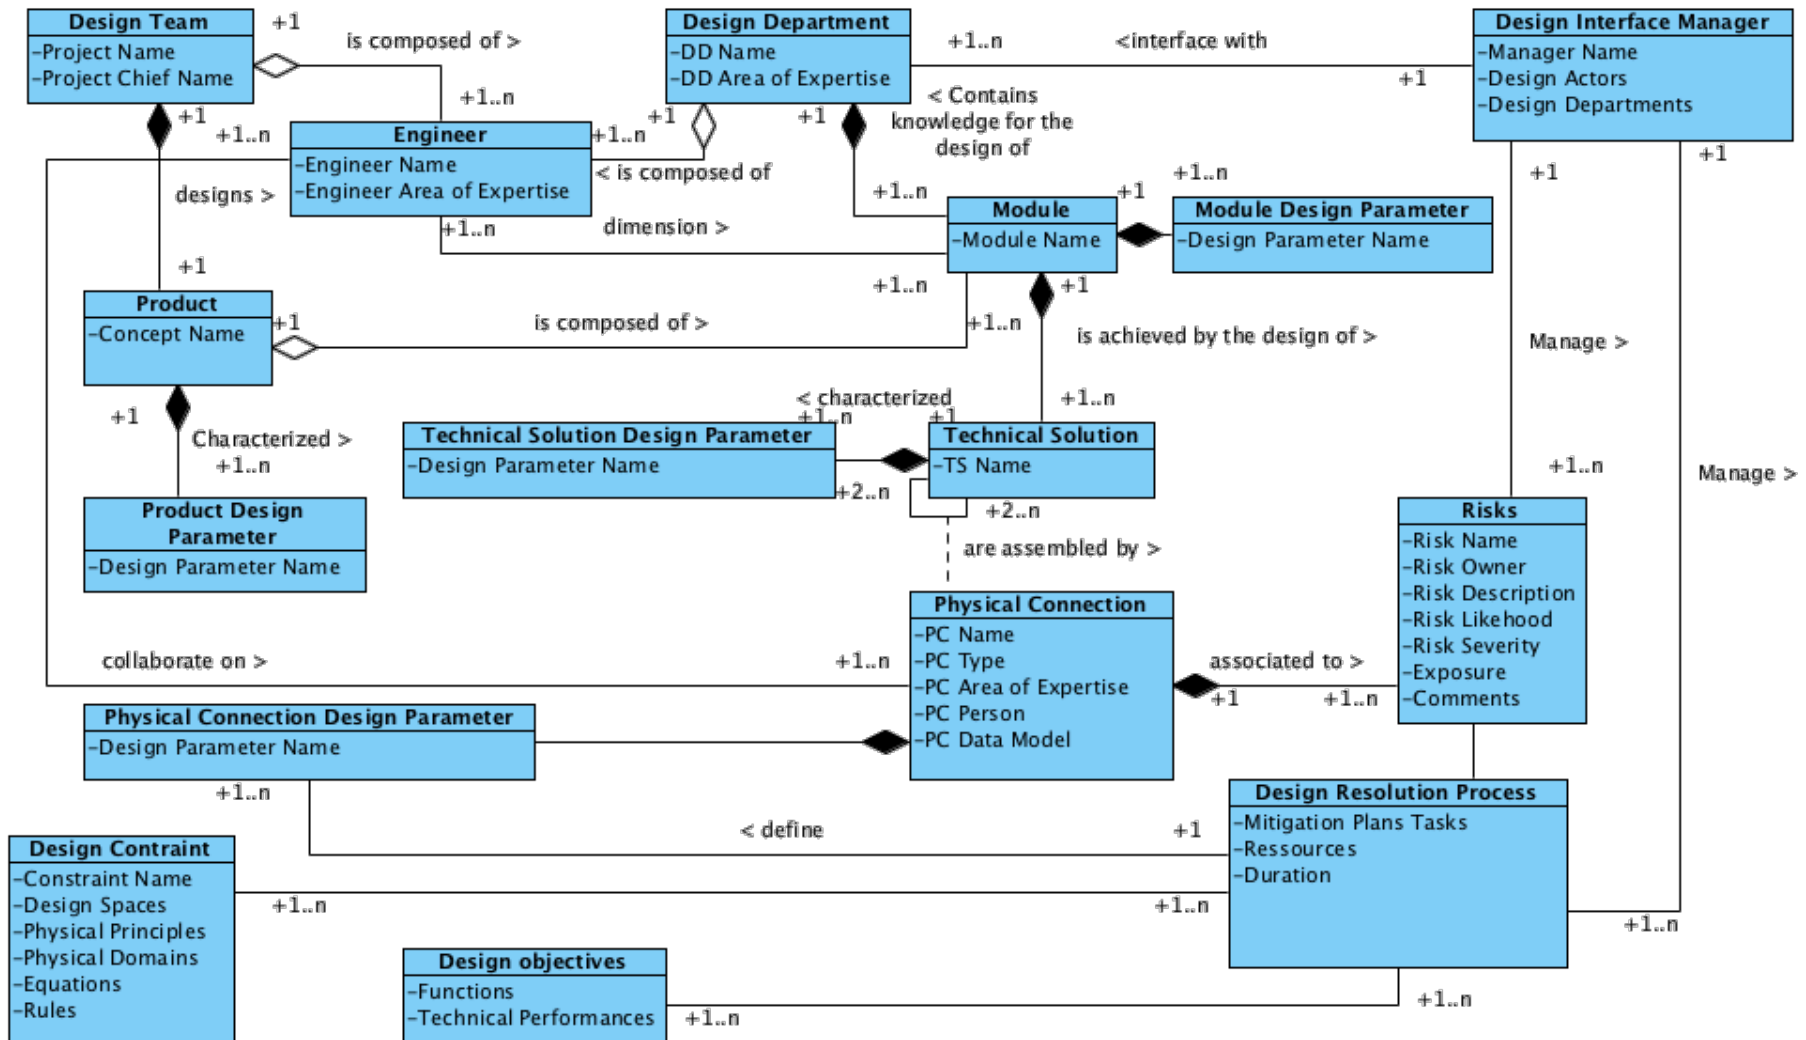 Design Team
-Project Name
-Project Chief Name
+1
is composed of >
+1..n
Design Department
-DD Name
-DD Area of Expertise
+1..n
<interface with
+1
Design Interface Manager
-Manager Name
-Design Actors
-Design Departments
+1
+1..n
Engineer
-Engineer Name
-Engineer Area of Expertise
+1..n
+1
< is composed of
+1
< Contains
knowledge for the
design of
+1..n
designs >
+1
+1..n
dimension >
+1..n
Module
-Module Name
+1
+1..n
Module Design Parameter
-Design Parameter Name
+1
+1
Product
-Concept Name
+1
is composed of >
+1..n
+1
is achieved by the design of >
+1..n
Manage >
+1..n
Manage >
+1
Characterized >
+1..n
Product Design
Parameter
-Design Parameter Name
< characterized
+1..n
+1
Technical Solution Design Parameter
-Design Parameter Name
Technical Solution
-TS Name
+2..n
+2..n
are assembled by >
Risks
-Risk Name
-Risk Owner
-Risk Description
-Risk Likehood
-Risk Severity
-Exposure
-Comments
Physical Connection
-PC Name
-PC Type
-PC Area of Expertise
-PC Person
-PC Data Model
collaborate on >
+1..n
associated to >
+1
+1..n
Physical Connection Design Parameter
-Design Parameter Name
+1..n
< define
+1
Design Resolution Process
-Mitigation Plans Tasks
-Ressources
-Duration
+1..n
Design Contraint
-Constraint Name
-Design Spaces
-Physical Principles
-Physical Domains
-Equations
-Rules
+1..n
+1..n
Design objectives
-Functions
-Technical Performances
+1..n
+1..n